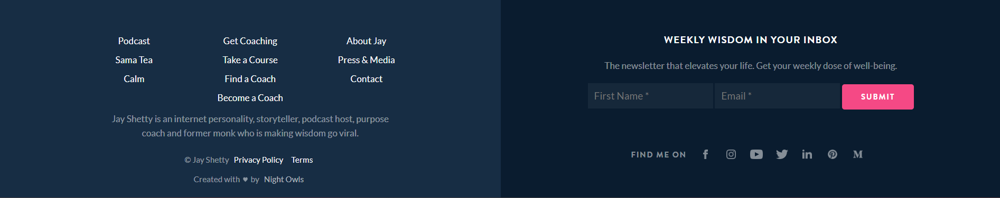 Podcast
Sama Tea
Calm
Get Coaching
Take a Course
Find a Coach
Become a Coach
About Jay
Press & Media
Contact
Jay Shetty is an internet personality, storyteller, podcast host, purpose
coach and former monk who is making wisdom go viral.
© Jay Shetty Privacy Policy Terms
Created with ♥ by Night Owls
WEEKLY WISDOM IN YOUR INBOX
The newsletter that elevates your life. Get your weekly dose of well-being.
First Name * Email * SUBMIT
FIND ME ON